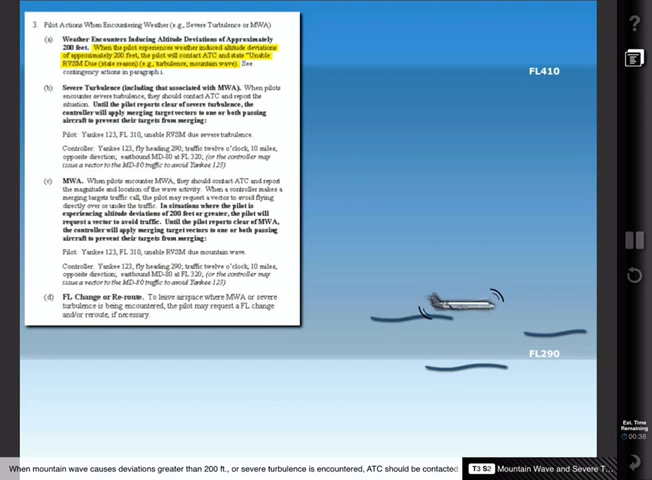 3. Pilot Actions When Encountering Weather (e.g., Severe Turbulence or MWA)
(a) Weather Encounters Inducing Altitude Deviations of Approximately
200 feet. When the pilot experiences weather induced altitude deviations
of approximately 200 feet, the pilot will contact ATC and state "Unable
RVSM Due (state reason) (e.g., turbulence, mountain wave). See
contingency actions in paragraph i.
(b) Severe Turbulence (including that associated with MWA). When pilots
encounter severe turbulence, they should contact ATC and report the
situation. Until the pilot reports clear of severe turbulence, the
controller will apply merging target vectors to one or both passing
aircraft to prevent their targets from merging:
Pilot: Yankee 123, FL 310, unable RVSM due severe turbulence.
Controller: Yankee 123, fly heading 290; traffic twelve o'clock, 10 miles,
opposite direction; eastbound MD-80 at FL 320, (or the controller may
issue a vector to the MD-80 traffic to avoid Yankee 123)
(c) MWA. When pilots encounter MWA, they should contact ATC and report
the magnitude and location of the wave activity. When a controller makes a
merging targets traffic call, the pilot may request a vector to avoid flying
directly over or under the traffic. In situations where the pilot is
experiencing altitude deviations of 200 feet or greater, the pilot will
request a vector to avoid traffic. Until the pilot reports clear of MWA,
the controller will apply merging target vectors to one or both passing
aircraft to prevent their targets from merging:
Pilot: Yankee 123, FL 310, unable RVSM due mountain wave.
Controller: Yankee 123, fly heading 290; traffic twelve o'clock, 10 miles,
opposite direction; eastbound MD-80 at FL 320, (or the controller may
issue a vector to the MD-80 traffic to avoid Yankee 123)
(d) FL Change or Re-route. To leave airspace where MWA or severe
turbulence is being encountered, the pilot may request a FL change
and/or reroute, if necessary.
FL410
FL290
?
Est. Time
Remaining
00:38
When mountain wave causes deviations greater than 200 ft., or severe turbulence is encountered, ATC should be contacted.
T3 S2 Mountain Wave and Severe T...